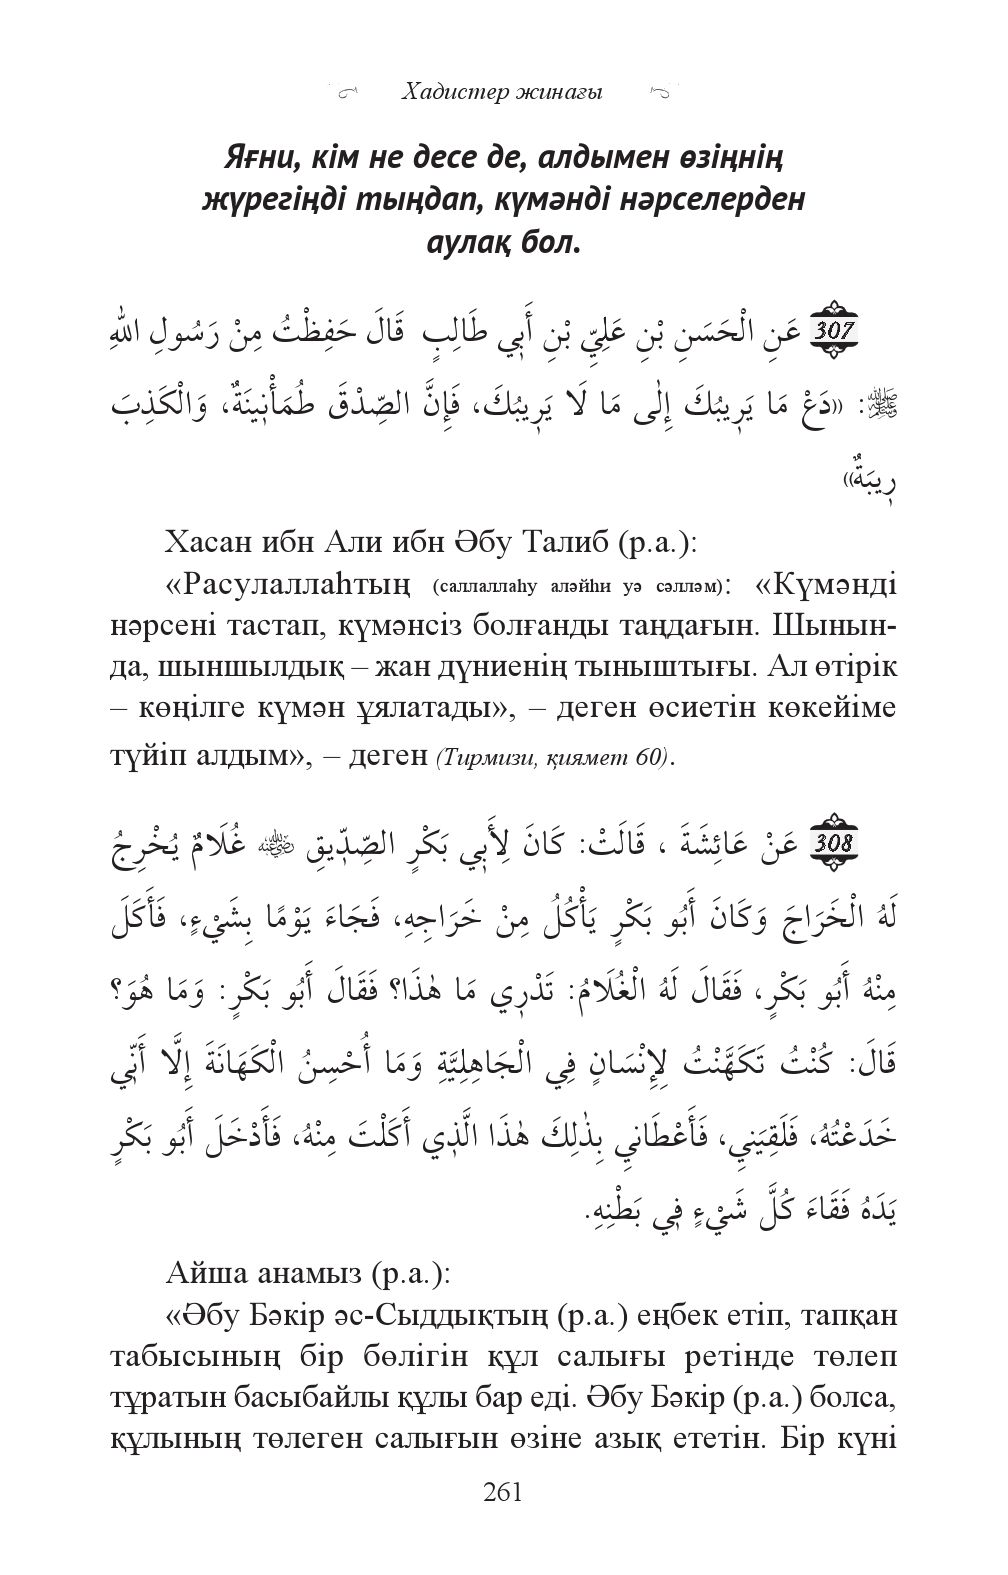 Хадистер жинағы
Яғни, кім не десе де, алдымен өзіңнің
жүрегіңді тыңдап, күмәнді нәрселерден
аулақ бол.
307 عَنِ الْحَسَنِ بْنِ عَلِيِّ بْنِ أَبِي طَالِبٍ قَالَ حَفِظْتُ مِنْ رَسُولِ اللهِ
ﷺ: «دَعْ مَا يَرِيبُكَ إِلٰى مَا لَا يَرِيبُكَ، فَإِنَّ الصِّدْقَ طُمَأْنِينَةٌ، وَالْكَذِبَ
رِيبَةٌ»
Хасан ибн Али ибн Әбу Талиб (р.а.):
«Расулаллаһтың (саллаллаһу аләйһи уә сәлләм): «Күмәнді
нәрсені тастап, күмәнсіз болғанды таңдағын. Шынын-
да, шыншылдық – жан дүниенің тыныштығы. Ал өтірік
– көңілге күмән ұялатады», – деген өсиетін көкейіме
түйіп алдым», – деген (Тирмизи, қиямет 60).
308 عَنْ عَائِشَةَ ، قَالَتْ: كَانَ لِأَبِي بَكْرٍ الصِّدِّيقِ ﵁ غُلَامٌ يُخْرِجُ
لَهُ الْخَرَاجَ وَكَانَ أَبُو بَكْرٍ يَأْكُلُ مِنْ خَرَاجِهِ، فَجَاءَ يَوْمًا بِشَيْءٍ، فَأَكَلَ
مِنْهُ أَبُو بَكْرٍ، فَقَالَ لَهُ الْغُلَامُ: تَدْرِي مَا هٰذَا؟ فَقَالَ أَبُو بَكْرٍ: وَمَا هُوَ؟
قَالَ: كُنْتُ تَكَهَّنْتُ لِإِنْسَانٍ فِي الْجَاهِلِيَّةِ وَمَا أُحْسِنُ الْكَهَانَةَ إِلَّا أَنِّي
خَدَعْتُهُ، فَلَقِيَنِي، فَأَعْطَانِي بِذٰلِكَ هٰذَا الَّذِي أَكَلْتَ مِنْهُ، فَأَدْخَلَ أَبُو بَكْرٍ
يَدَهُ فَقَاءَ كُلَّ شَيْءٍ فِي بَطْنِهِ.
Айша анамыз (р.а.):
«Әбу Бәкір әс-Сыддықтың (р.а.) еңбек етіп, тапқан
табысының бір бөлігін құл салығы ретінде төлеп
тұратын басыбайлы құлы бар еді. Әбу Бәкір (р.а.) болса,
құлының төлеген салығын өзіне азық ететін. Бір күні
261